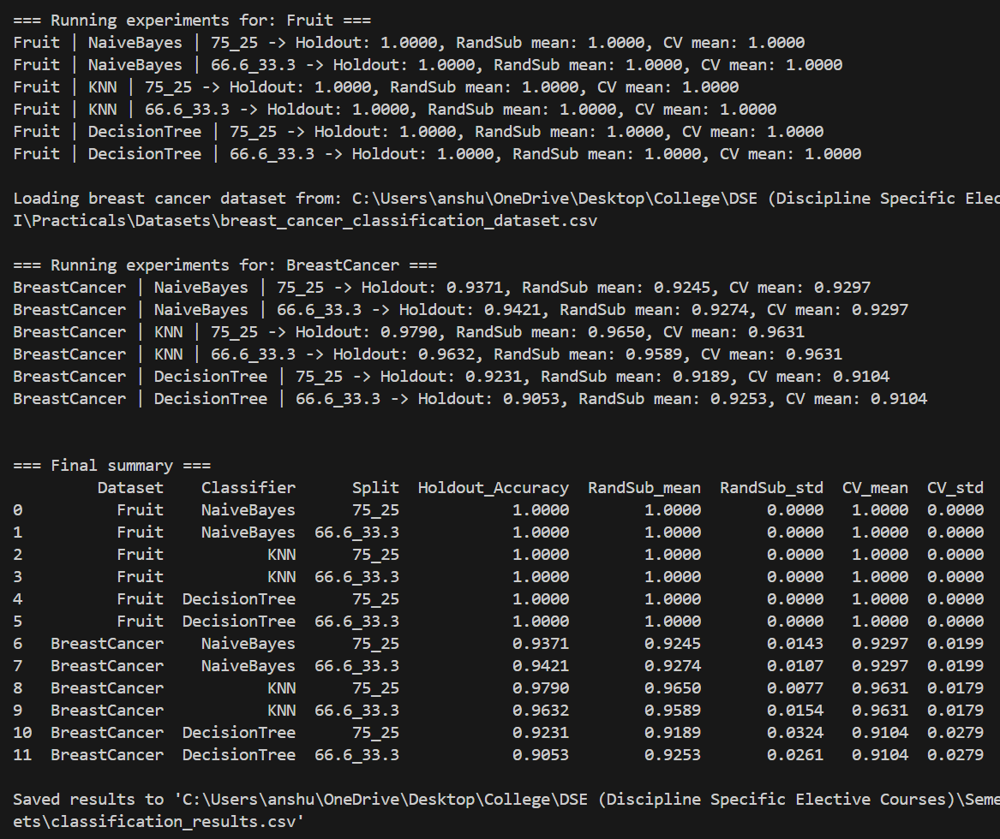 === Running experiments for: Fruit ===
Fruit | NaiveBayes | 75_25 -> Holdout: 1.0000, RandSub mean: 1.0000, CV mean: 1.0000
Fruit | NaiveBayes | 66.6_33.3 -> Holdout: 1.0000, RandSub mean: 1.0000, CV mean: 1.0000
Fruit | KNN | 75_25 -> Holdout: 1.0000, RandSub mean: 1.0000, CV mean: 1.0000
Fruit | KNN | 66.6_33.3 -> Holdout: 1.0000, RandSub mean: 1.0000, CV mean: 1.0000
Fruit | DecisionTree | 75_25 -> Holdout: 1.0000, RandSub mean: 1.0000, CV mean: 1.0000
Fruit | DecisionTree | 66.6_33.3 -> Holdout: 1.0000, RandSub mean: 1.0000, CV mean: 1.0000

Loading breast cancer dataset from: C:\Users\anshu\OneDrive\Desktop\College\DSE (Discipline Specific Elec
I\Practicals\Datasets\breast_cancer_classification_dataset.csv

=== Running experiments for: BreastCancer ===
BreastCancer | NaiveBayes | 75_25 -> Holdout: 0.9371, RandSub mean: 0.9245, CV mean: 0.9297
BreastCancer | NaiveBayes | 66.6_33.3 -> Holdout: 0.9421, RandSub mean: 0.9274, CV mean: 0.9297
BreastCancer | KNN | 75_25 -> Holdout: 0.9790, RandSub mean: 0.9650, CV mean: 0.9631
BreastCancer | KNN | 66.6_33.3 -> Holdout: 0.9632, RandSub mean: 0.9589, CV mean: 0.9631
BreastCancer | DecisionTree | 75_25 -> Holdout: 0.9231, RandSub mean: 0.9189, CV mean: 0.9104
BreastCancer | DecisionTree | 66.6_33.3 -> Holdout: 0.9053, RandSub mean: 0.9253, CV mean: 0.9104

=== Final summary ===
Dataset Classifier Split Holdout_Accuracy RandSub_mean RandSub_std CV_mean CV_std
0 Fruit NaiveBayes 75_25 1.0000 1.0000 0.0000 1.0000 0.0000
1 Fruit NaiveBayes 66.6_33.3 1.0000 1.0000 0.0000 1.0000 0.0000
2 Fruit KNN 75_25 1.0000 1.0000 0.0000 1.0000 0.0000
3 Fruit KNN 66.6_33.3 1.0000 1.0000 0.0000 1.0000 0.0000
4 Fruit DecisionTree 75_25 1.0000 1.0000 0.0000 1.0000 0.0000
5 Fruit DecisionTree 66.6_33.3 1.0000 1.0000 0.0000 1.0000 0.0000
6 BreastCancer NaiveBayes 75_25 0.9371 0.9245 0.0143 0.9297 0.0199
7 BreastCancer NaiveBayes 66.6_33.3 0.9421 0.9274 0.0107 0.9297 0.0199
8 BreastCancer KNN 75_25 0.9790 0.9650 0.0077 0.9631 0.0179
9 BreastCancer KNN 66.6_33.3 0.9632 0.9589 0.0154 0.9631 0.0179
10 BreastCancer DecisionTree 75_25 0.9231 0.9189 0.0324 0.9104 0.0279
11 BreastCancer DecisionTree 66.6_33.3 0.9053 0.9253 0.0261 0.9104 0.0279

Saved results to 'C:\Users\anshu\OneDrive\Desktop\College\DSE (Discipline Specific Elective Courses)\Seme
ets\classification_results.csv'